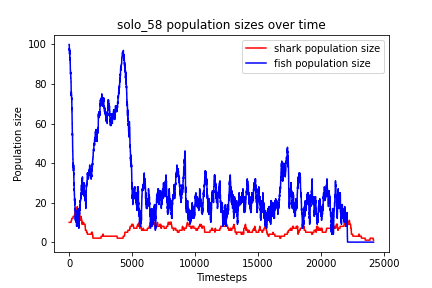 solo_58 population sizes over time
shark population size
fish population size
Population size
100
80
60
40
20
0
0
5000
10000
15000
20000
25000
Timesteps